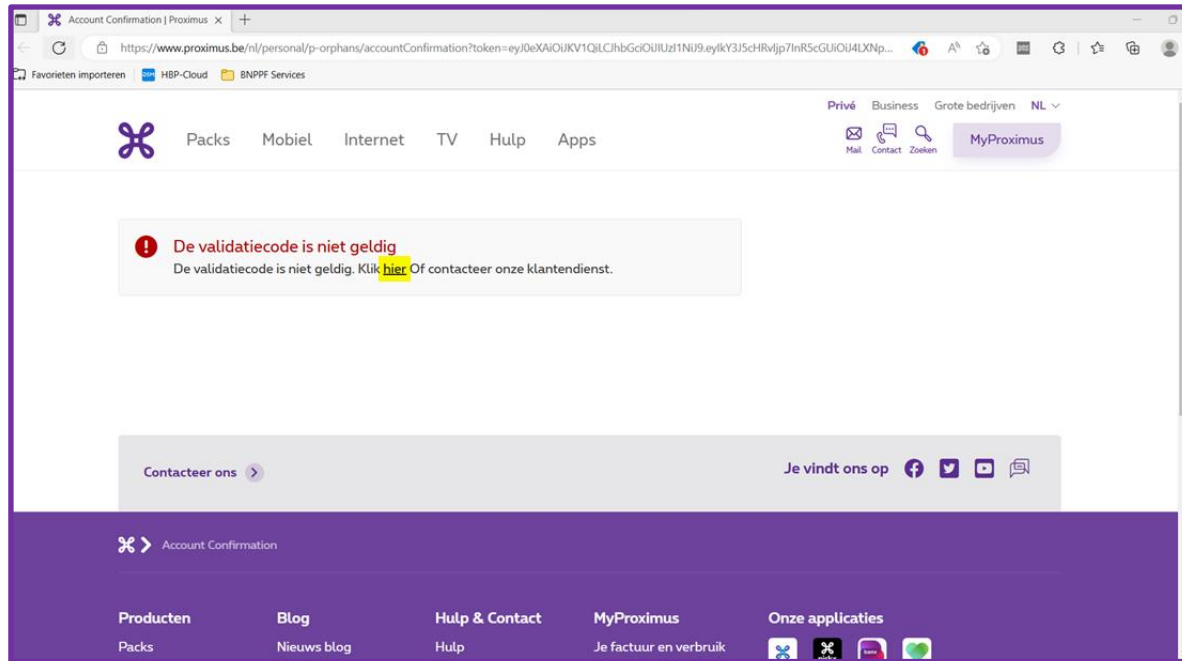 Account Confirmation | Proximus
https://www.proximus.be/nl/personal/p-orphans/accountConfirmation?token=eyJ0eXAiOiJKV1QiLCJhbGciOiJIUzI1NiJ9.eyJkY3J5cHRvIjp7InR5cGUiOiJ4LXNp...
Favorieten importeren HBP-Cloud BNPPF Services
Privé Business Grote bedrijven NL
Packs Mobiel Internet TV Hulp Apps
Mail Contact Zoeken MyProximus
De validatiecode is niet geldig
De validatiecode is niet geldig. Klik hier Of contacteer onze klantendienst.
Contacteer ons
Je vindt ons op
Account Confirmation
Producten Blog Hulp & Contact MyProximus Onze applicaties
Packs Nieuws blog Hulp Je factuur en verbruik